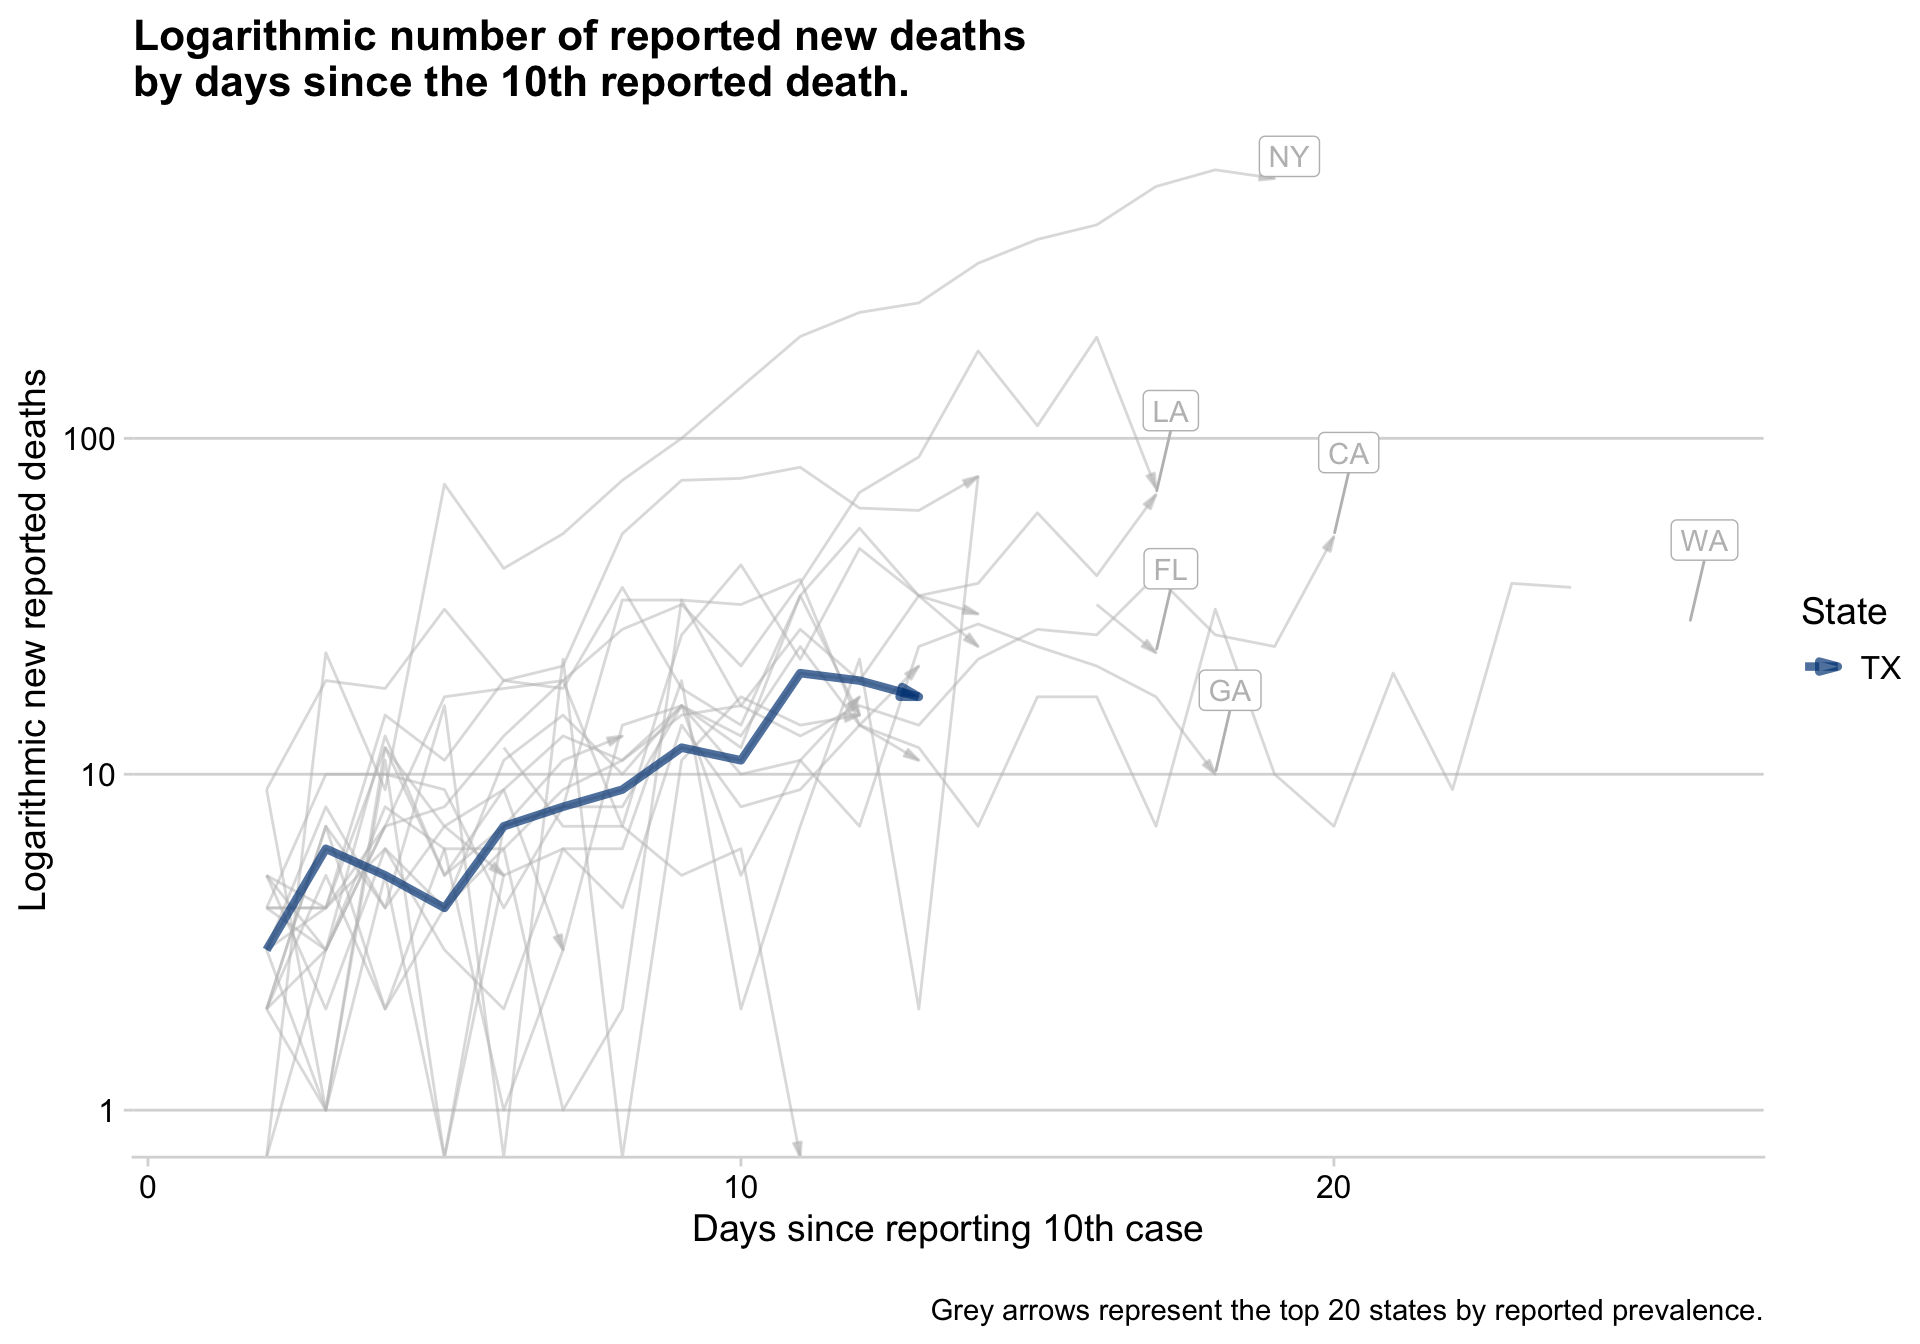 Logarithmic number of reported new deaths
by days since the 10th reported death.
NY
LA
CA
WA
FL
GA
Logarithmic new reported deaths
100
10
1
0
10
20
Days since reporting 10th case
State
TX
Grey arrows represent the top 20 states by reported prevalence.